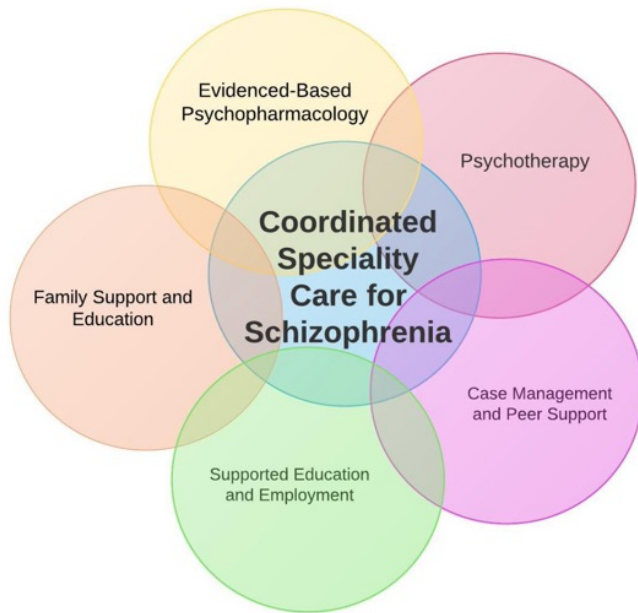 Evidenced-Based
Psychopharmacology
Psychotherapy
Coordinated
Speciality
Care for
Schizophrenia
Family Support and
Education
Case Management
and Peer Support
Supported Education
and Employment